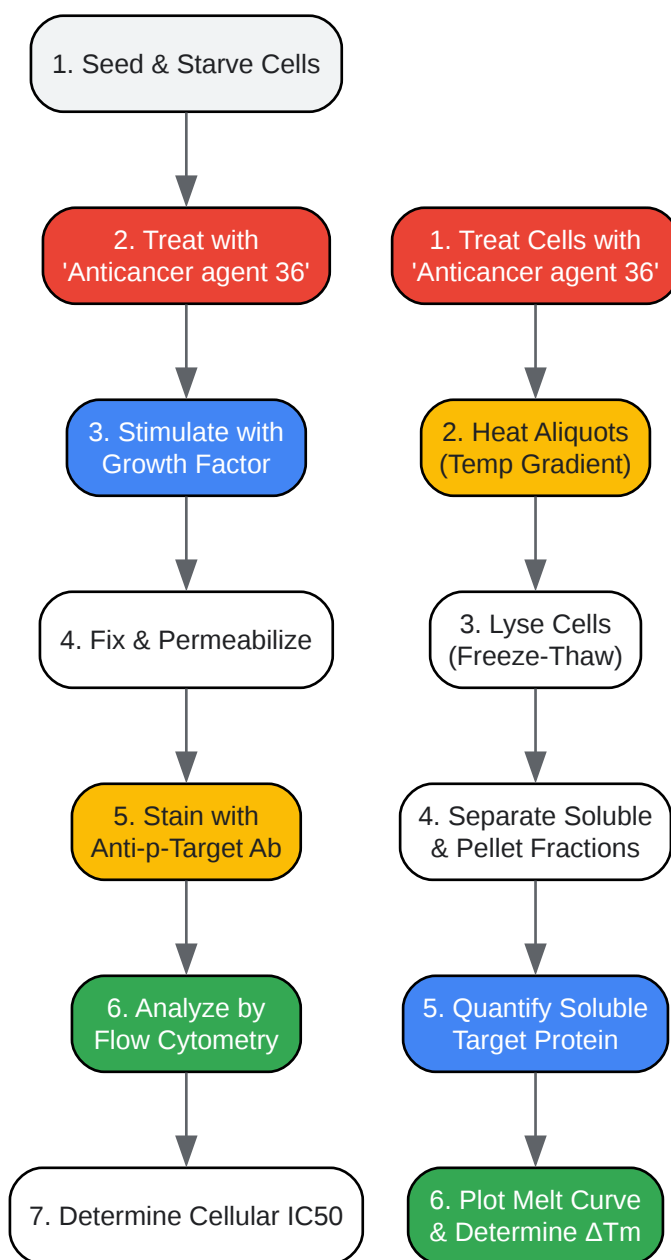 1. Seed & Starve Cells
2. Treat with
'Anticancer agent 36'
3. Stimulate with
Growth Factor
4. Fix & Permeabilize
5. Stain with
Anti-p-Target Ab
6. Analyze by
Flow Cytometry
7. Determine Cellular IC50
1. Treat Cells with
'Anticancer agent 36'
2. Heat Aliquots
(Temp Gradient)
3. Lyse Cells
(Freeze-Thaw)
4. Separate Soluble
& Pellet Fractions
5. Quantify Soluble
Target Protein
6. Plot Melt Curve
& Determine ΔTm